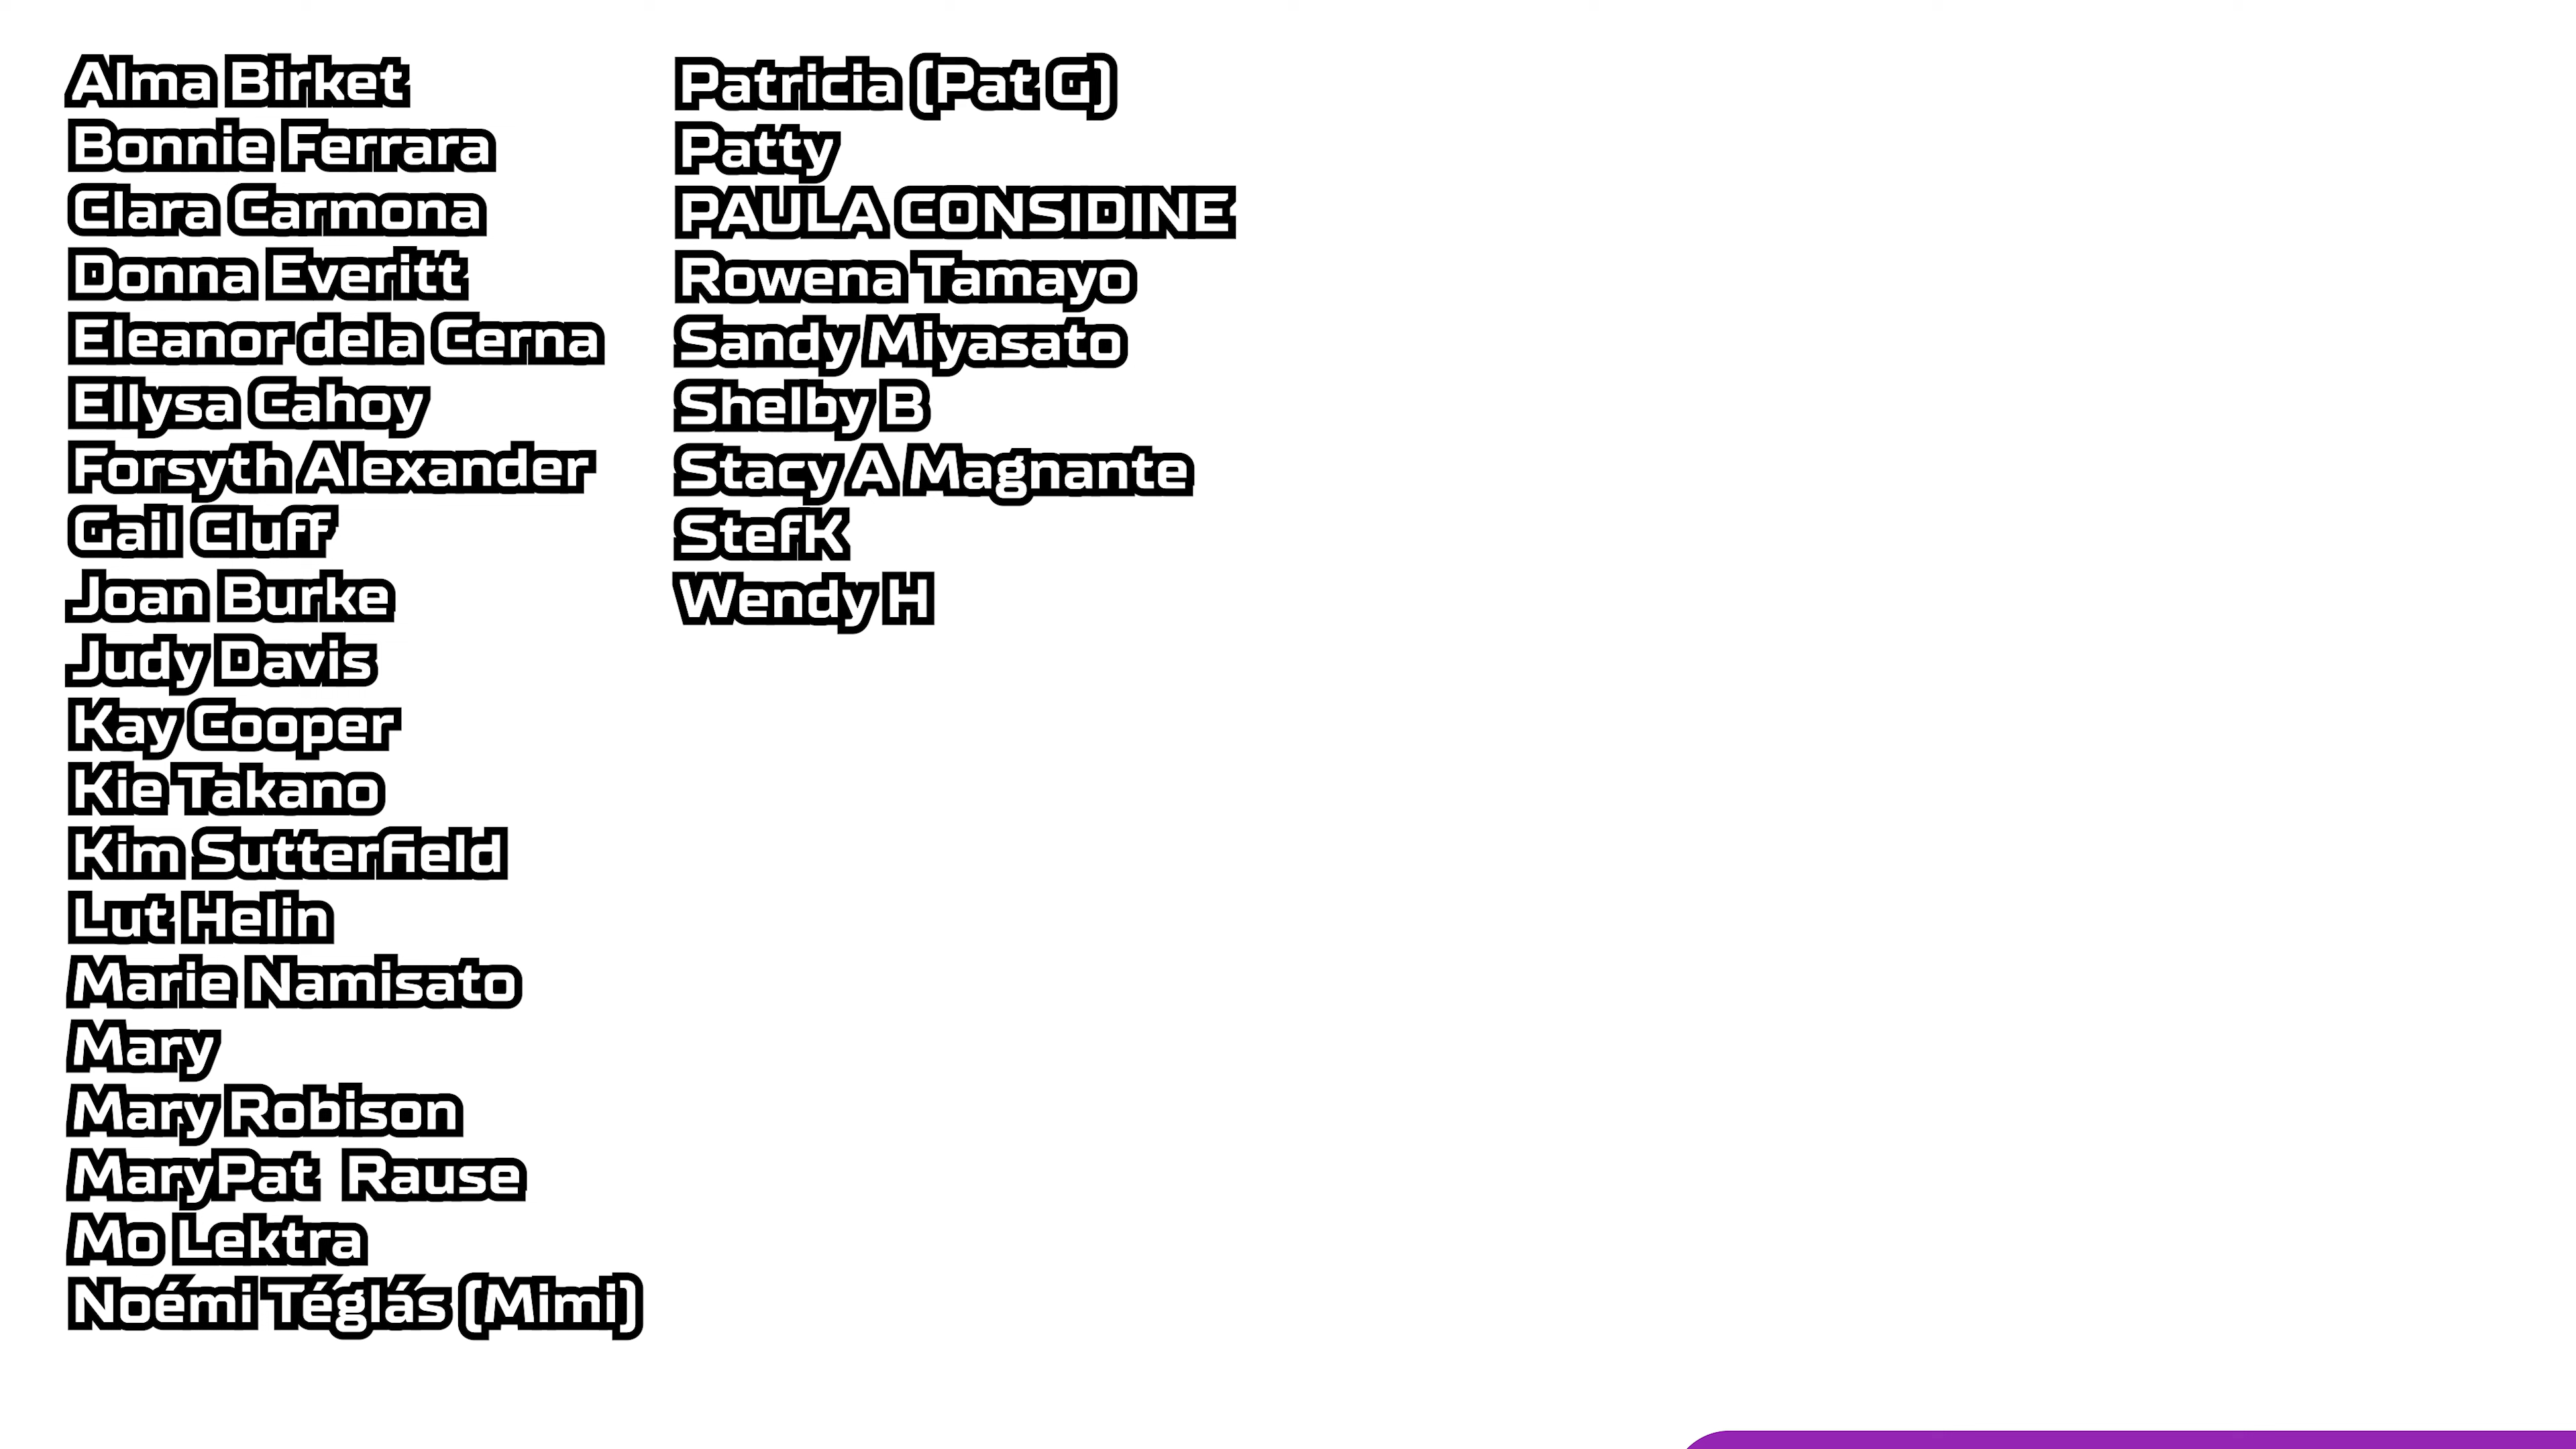 Alma Birket
Bonnie Ferrara
Clara Carmona
Donna Everitt
Eleanor dela Cerna
Ellysa Cahoy
Forsyth Alexander
Gail Cluff
Joan Burke
Judy Davis
Kay Cooper
Kie Takano
Kim Sutterfield
Lut Helin
Marie Namisato
Mary
Mary Robison
MaryPat  Rause
Mo Lektra
Noémi Téglás (Mimi)
Patricia (Pat G)
Patty
PAULA CONSIDINE
Rowena Tamayo
Sandy Miyasato
Shelby B
Stacy A Magnante
StefK
Wendy H